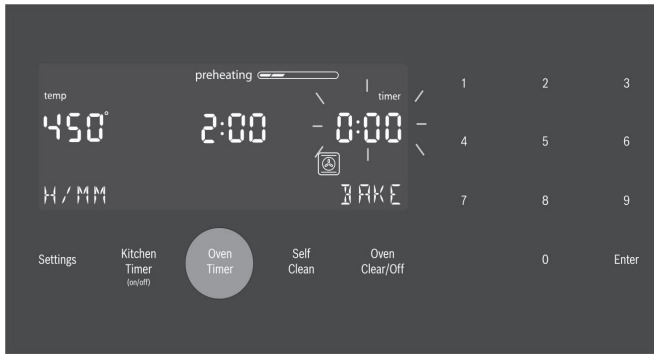 preheating
temp
timer
450°
2:00
0:00
H/MM
BAKE
1 2 3
4 5 6
7 8 9
0 Enter
Settings
Kitchen
Timer
(on/off)
Oven
Timer
Self
Clean
Oven
Clear/Off